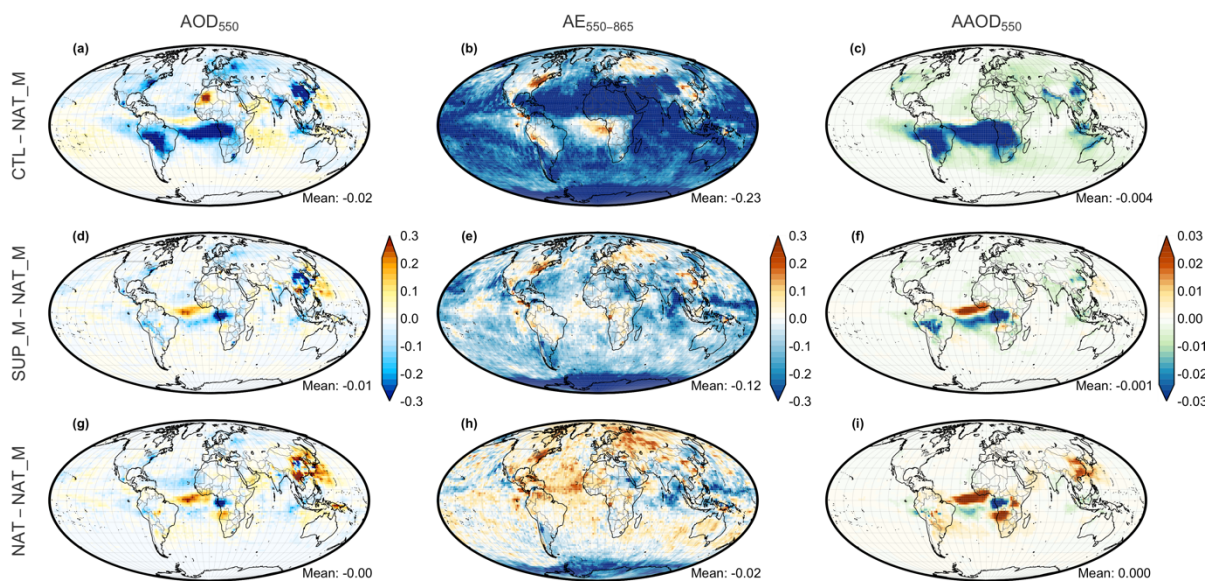 AOD550 AE550−865 AAOD550
CTL − NAT_M
(a) (b) (c)
Mean: -0.02 Mean: -0.23 Mean: -0.004
SUP_M − NAT_M
(d) (e) (f)
0.3 0.3 0.03
0.2 0.2 0.02
0.1 0.1 0.01
0.0 0.0 0.00
-0.1 -0.1 -0.01
-0.2 -0.2 -0.02
-0.3 -0.3 -0.03
Mean: -0.01 Mean: -0.12 Mean: -0.001
NAT − NAT_M
(g) (h) (i)
Mean: -0.00 Mean: -0.02 Mean: 0.000